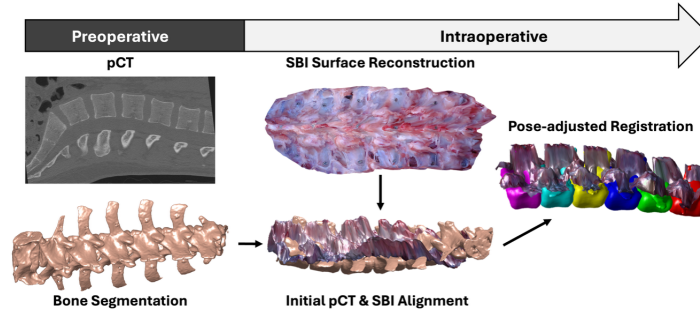 Preoperative
Intraoperative
pCT
SBI Surface Reconstruction
Pose-adjusted Registration
Bone Segmentation
Initial pCT & SBI Alignment